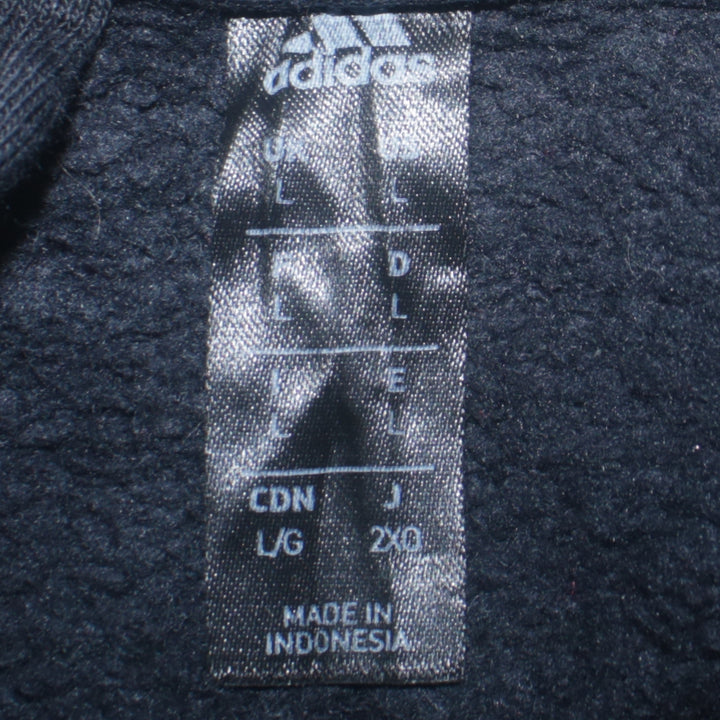 adidas
UK US
L L
F D
L L
I E
L L
CDN J
L/G 2XO
MADE IN
INDONESIA